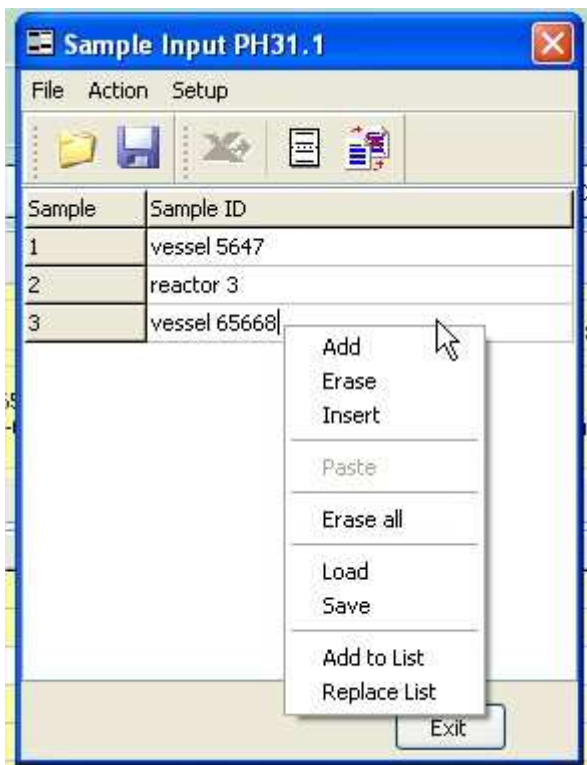 Sample Input PH31.1
File Action Setup
Sample Sample ID
1 vessel 5647
2 reactor 3
3 vessel 65668
Add
Erase
Insert
Paste
Erase all
Load
Save
Add to List
Replace List
Exit